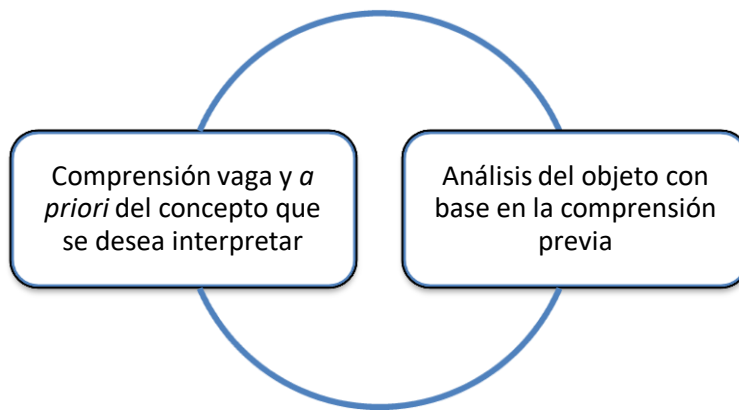 Comprensión vaga y a
priori del concepto que
se desea interpretar
Análisis del objeto con
base en la comprensión
previa